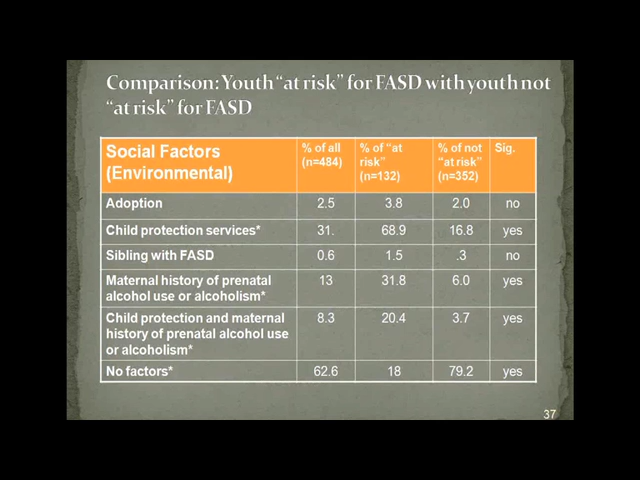 Comparison: Youth “at risk” for FASD with youth not
“at risk” for FASD
Social Factors
(Environmental)
% of all
(n=484)
% of “at
risk”
(n=132)
% of not
“at risk”
(n=352)
Sig.
Adoption 2.5 3.8 2.0 no
Child protection services* 31. 68.9 16.8 yes
Sibling with FASD 0.6 1.5 .3 no
Maternal history of prenatal
alcohol use or alcoholism*
13 31.8 6.0 yes
Child protection and maternal
history of prenatal alcohol use
or alcoholism*
8.3 20.4 3.7 yes
No factors* 62.6 18 79.2 yes
37